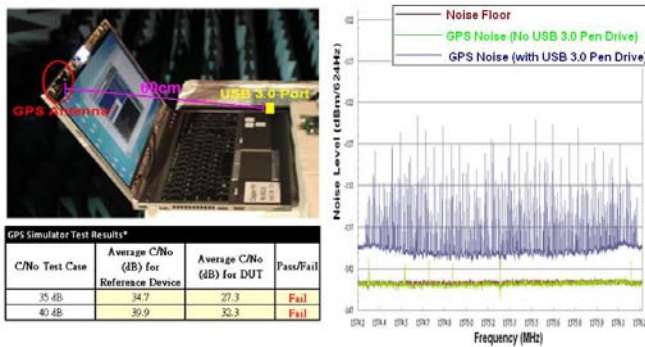 GPS Antenna
60cm
USB 3.0 Port
GPS Simulator Test Results*
C/No Test Case
Average C/No (dB) for Reference Device
Average C/No (dB) for DUT
Pass/Fail
35 dB
34.7
27.3
Fail
40 dB
39.9
32.3
Fail
Noise Floor
GPS Noise (No USB 3.0 Pen Drive)
GPS Noise (with USB 3.0 Pen Drive)
Noise Level (dBm/624Hz)
Frequency (MHz)